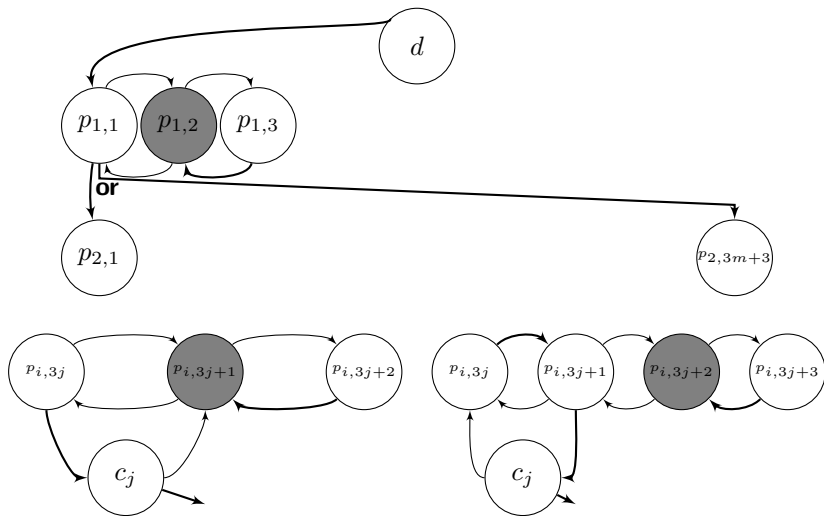 d
p1,1 p1,2 p1,3
or
p2,1 p2,3m+3
pi,3j pi,3j+1 pi,3j+2 pi,3j pi,3j+1 pi,3j+2 pi,3j+3
cj cj